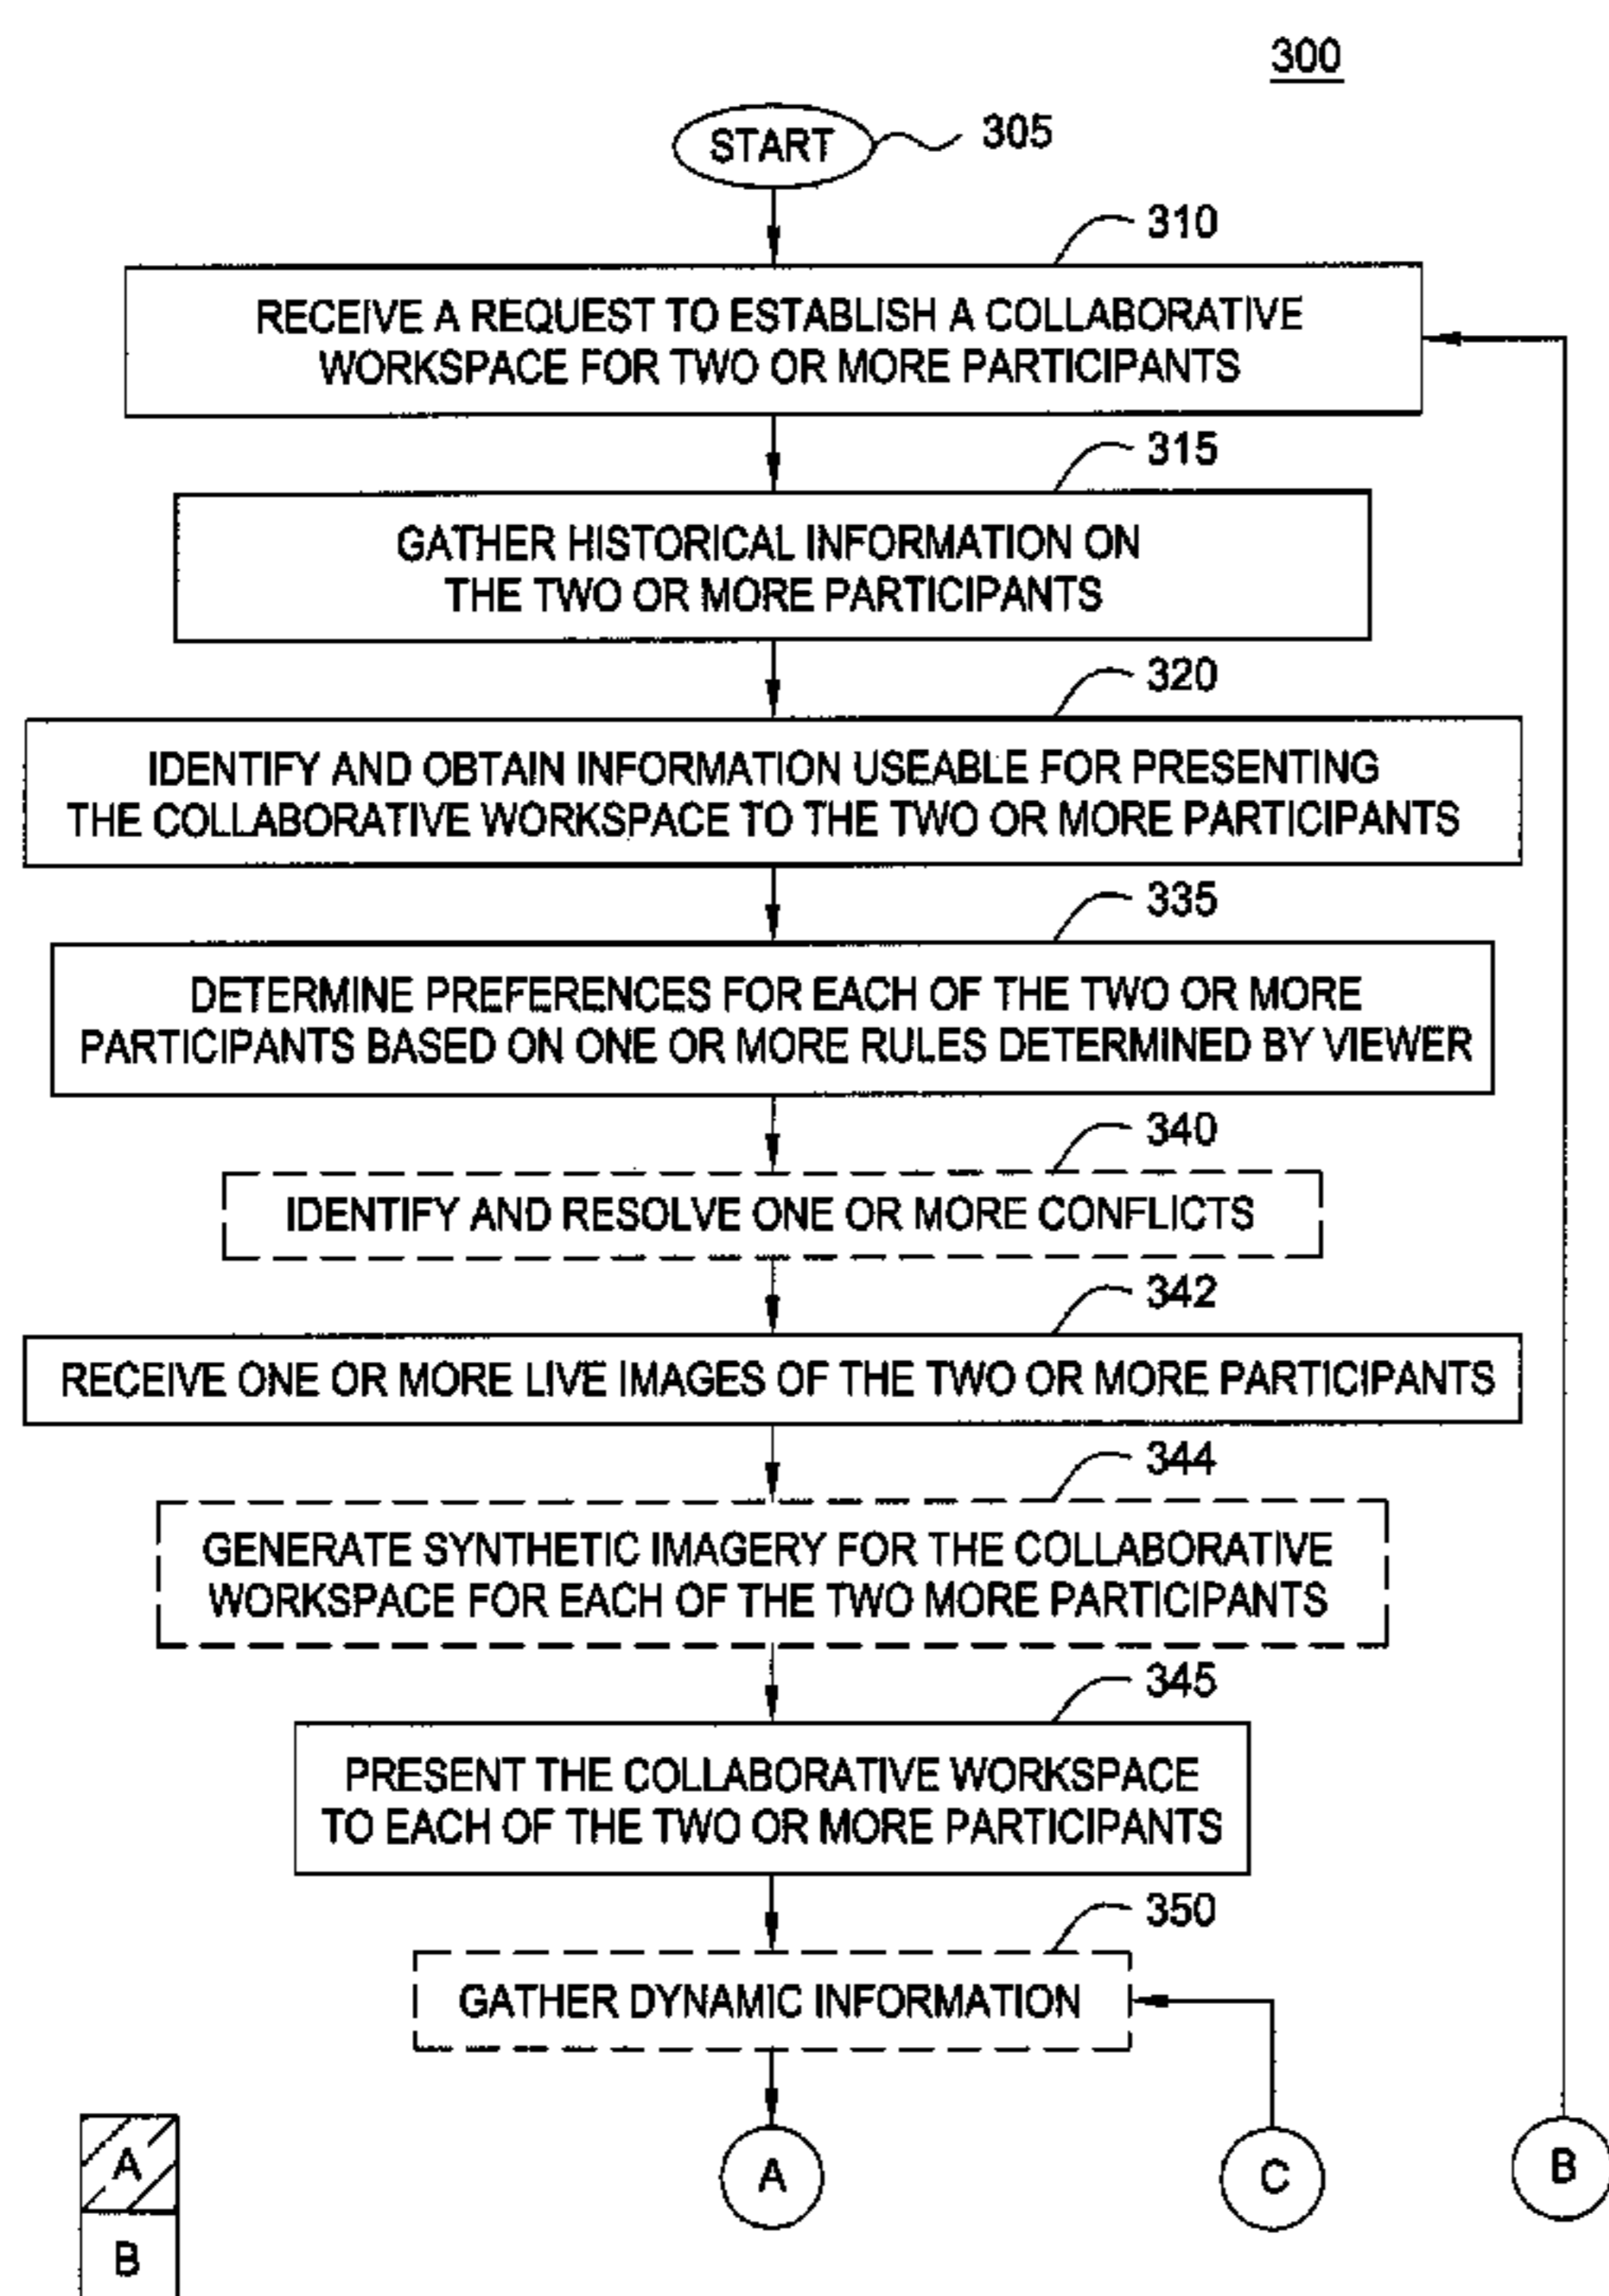 300
START
305
310
RECEIVE A REQUEST TO ESTABLISH A COLLABORATIVE
WORKSPACE FOR TWO OR MORE PARTICIPANTS
315
GATHER HISTORICAL INFORMATION ON
THE TWO OR MORE PARTICIPANTS
320
IDENTIFY AND OBTAIN INFORMATION USEABLE FOR PRESENTING
THE COLLABORATIVE WORKSPACE TO THE TWO OR MORE PARTICIPANTS
335
DETERMINE PREFERENCES FOR EACH OF THE TWO OR MORE
PARTICIPANTS BASED ON ONE OR MORE RULES DETERMINED BY VIEWER
340
IDENTIFY AND RESOLVE ONE OR MORE CONFLICTS
342
RECEIVE ONE OR MORE LIVE IMAGES OF THE TWO OR MORE PARTICIPANTS
344
GENERATE SYNTHETIC IMAGERY FOR THE COLLABORATIVE
WORKSPACE FOR EACH OF THE TWO MORE PARTICIPANTS
345
PRESENT THE COLLABORATIVE WORKSPACE
TO EACH OF THE TWO OR MORE PARTICIPANTS
350
GATHER DYNAMIC INFORMATION
A
C
B
A
B